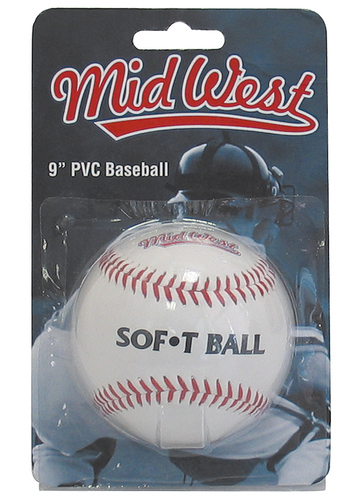 Mid West
9" PVC Baseball
Mid West
SOF•T BALL